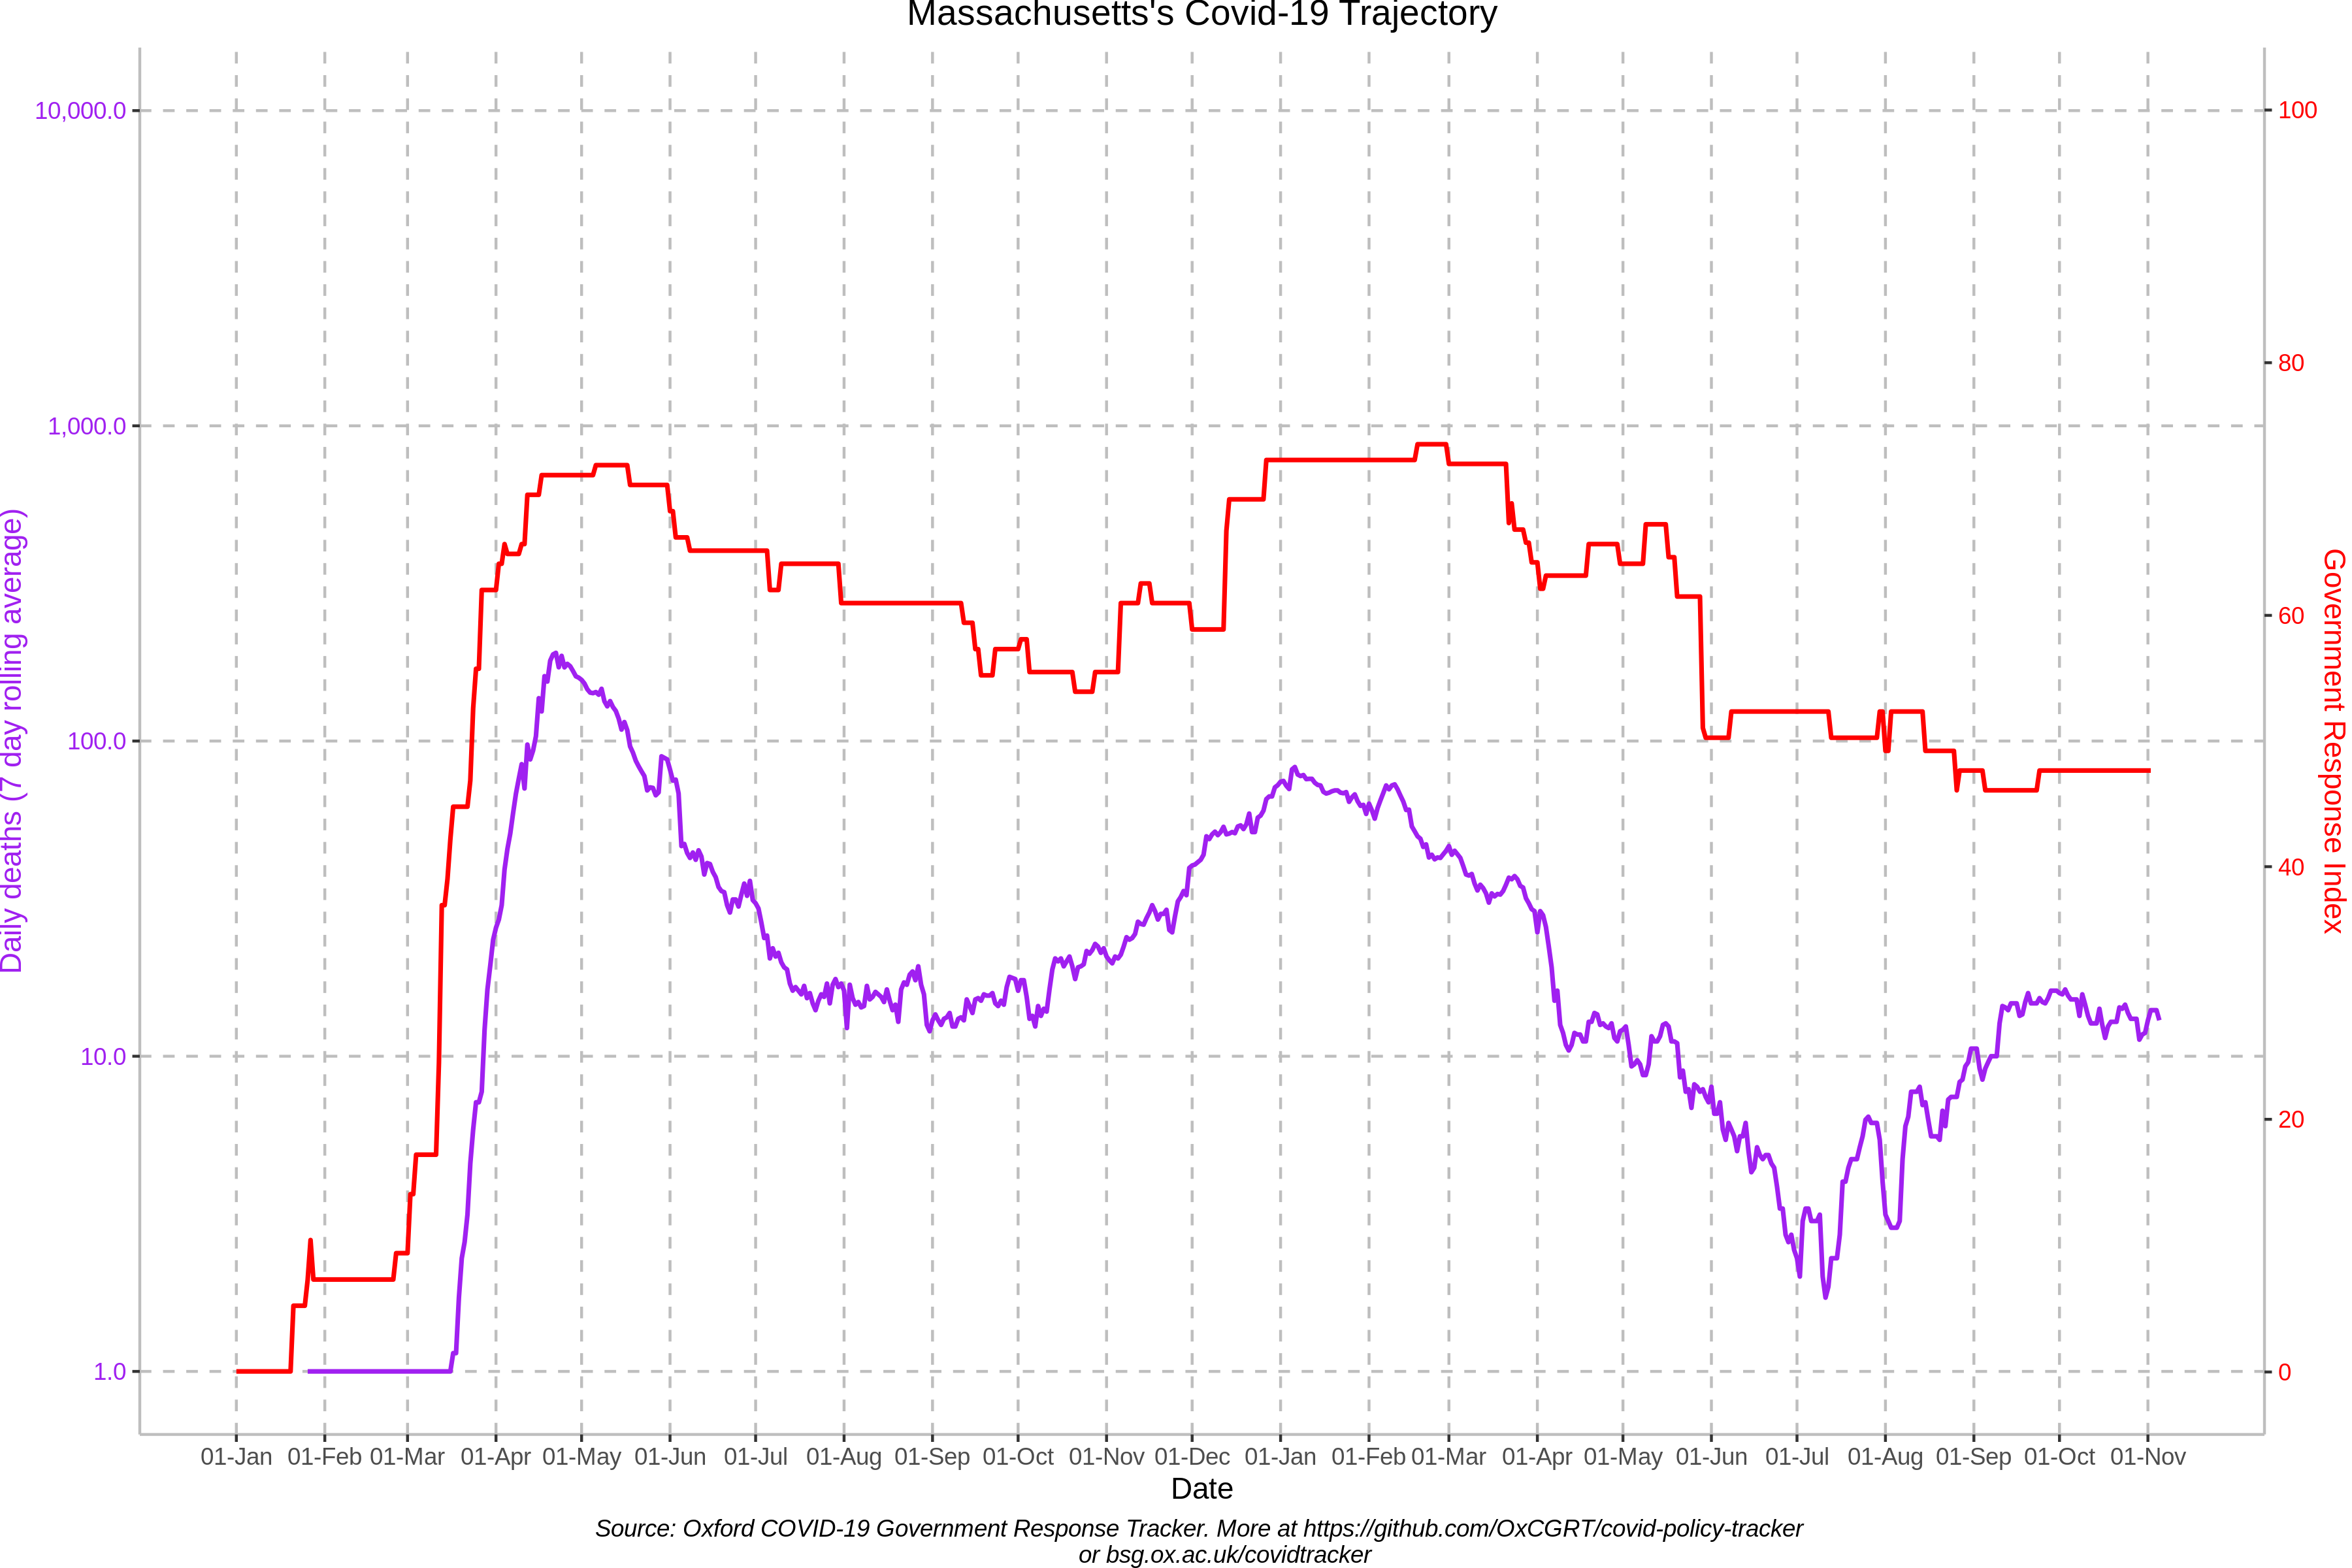 Massachusetts's Covid-19 Trajectory
Daily deaths (7 day rolling average)
10,000.0
1,000.0
100.0
10.0
1.0
100
80
60
40
20
0
Government Response Index
01-Jan 01-Feb 01-Mar 01-Apr 01-May 01-Jun 01-Jul 01-Aug 01-Sep 01-Oct 01-Nov 01-Dec 01-Jan 01-Feb 01-Mar 01-Apr 01-May 01-Jun 01-Jul 01-Aug 01-Sep 01-Oct 01-Nov
Date
Source: Oxford COVID-19 Government Response Tracker. More at https://github.com/OxCGRT/covid-policy-tracker
or bsg.ox.ac.uk/covidtracker